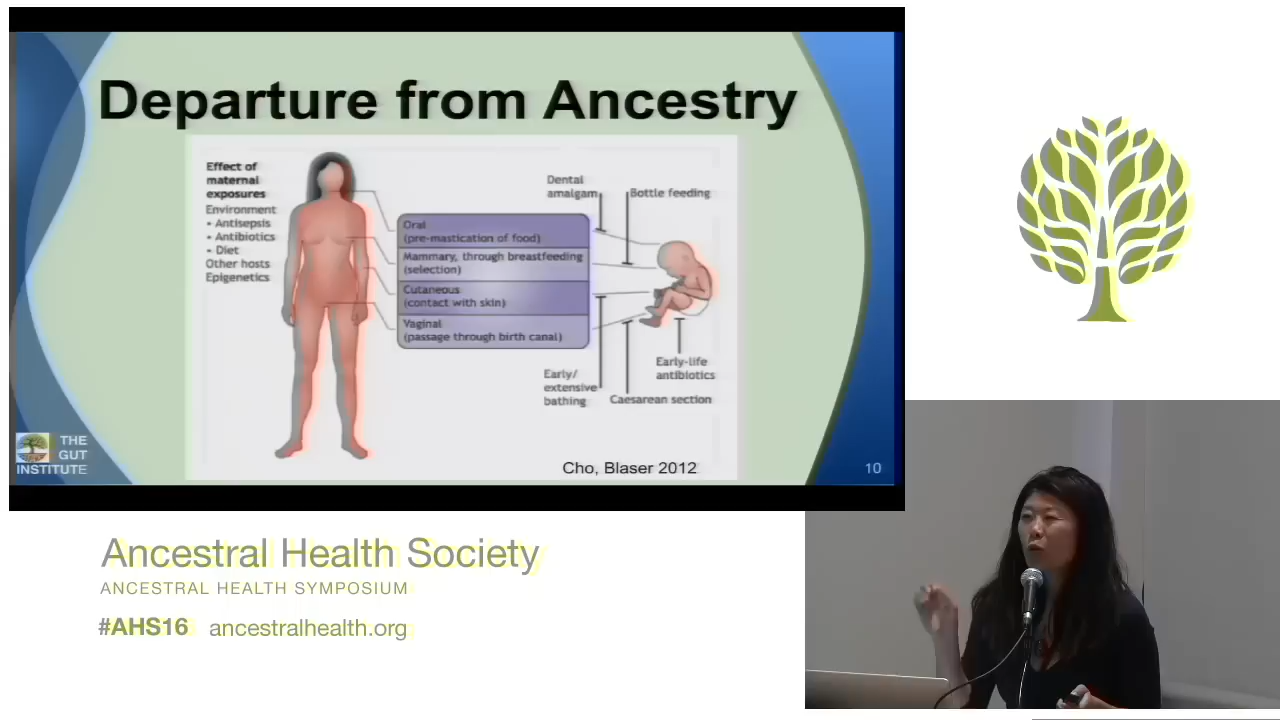 Departure from Ancestry
Effect of
maternal
exposures
Environment
• Antisepsis
• Antibiotics
• Diet
Other hosts
Epigenetics
Oral
(pre-mastication of food)
Mammary, through breastfeeding
(selection)
Cutaneous
(contact with skin)
Vaginal
(passage through birth canal)
Dental
amalgam
Bottle feeding
Early/
extensive
bathing
Caesarean section
Early-life
antibiotics
Cho, Blaser 2012
THE
GUT
INSTITUTE
10
Ancestral Health Society
ANCESTRAL HEALTH SYMPOSIUM
#AHS16 ancestralhealth.org